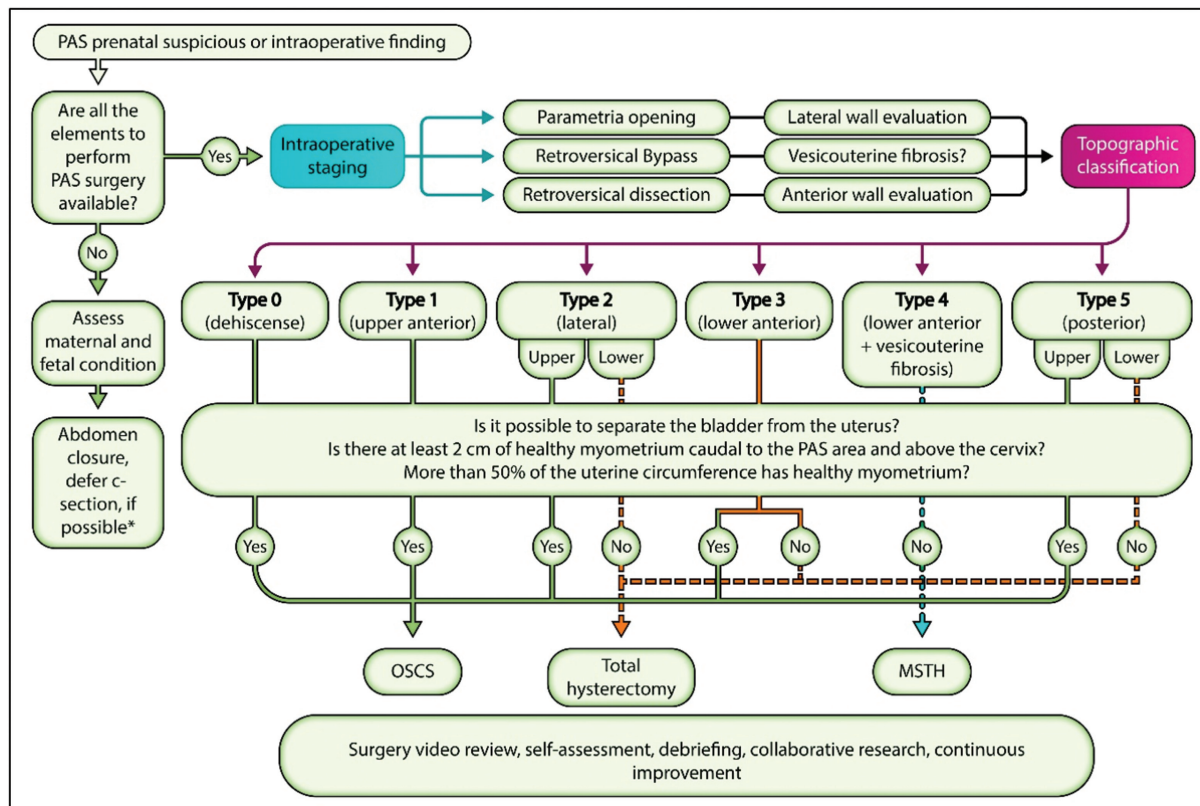 PAS prenatal suspicious or intraoperative finding
Are all the
elements to
perform
PAS surgery
available?
Yes
Intraoperative
staging
Parametria opening
Lateral wall evaluation
Retroversical Bypass
Vesicouterine fibrosis?
Retroversical dissection
Anterior wall evaluation
Topographic
classification
No
Assess
maternal and
fetal condition
Abdomen
closure,
defer c-
section, if
possible*
Type 0
(dehiscense)
Type 1
(upper anterior)
Type 2
(lateral)
Upper
Lower
Type 3
(lower anterior)
Type 4
(lower anterior
+ vesicouterine
fibrosis)
Type 5
(posterior)
Upper
Lower
Is it possible to separate the bladder from the uterus?
Is there at least 2 cm of healthy myometrium caudal to the PAS area and above the cervix?
More than 50% of the uterine circumference has healthy myometrium?
Yes
Yes
Yes
No
Yes
No
No
Yes
No
OSCS
Total
hysterectomy
MSTH
Surgery video review, self-assessment, debriefing, collaborative research, continuous
improvement